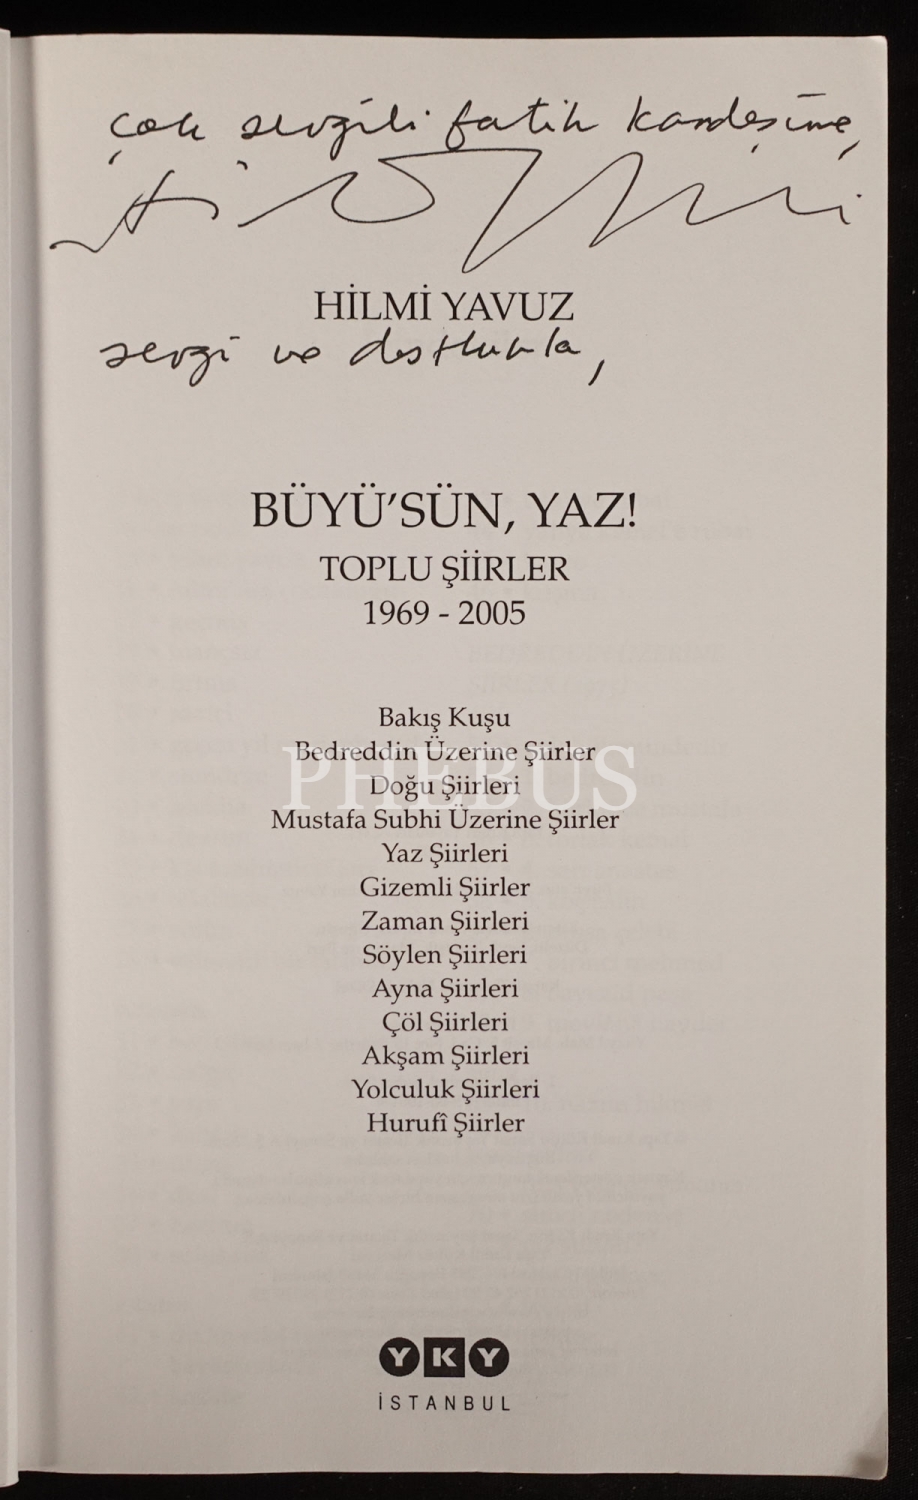 çok sevgili fatih kardeşime,
HİLMİ YAVUZ
sevgi ve dostlukla,
BÜYÜ'SÜN, YAZ!
TOPLU ŞİİRLER
1969 - 2005
Bakış Kuşu
Bedreddin Üzerine Şiirler
PHEBUS
Doğu Şiirleri
Mustafa Subhi Üzerine Şiirler
Yaz Şiirleri
Gizemli Şiirler
Zaman Şiirleri
Söylen Şiirleri
Ayna Şiirleri
Çöl Şiirleri
Akşam Şiirleri
Yolculuk Şiirleri
Hurufî Şiirler
YKY
İSTANBUL